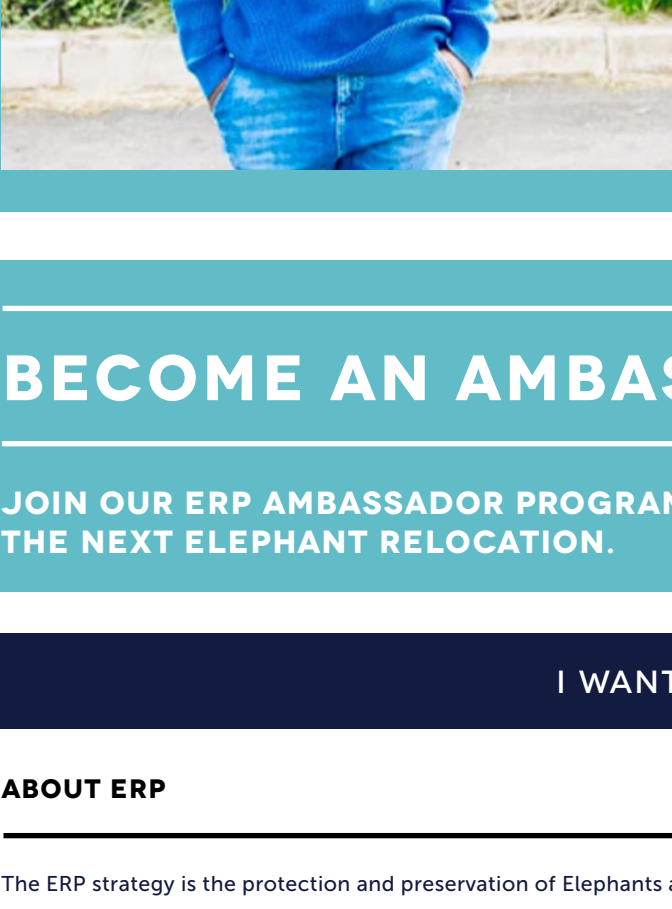 BECOME AN AMBAS
JOIN OUR ERP AMBASSADOR PROGRAM
THE NEXT ELEPHANT RELOCATION.
I WANT
ABOUT ERP
The ERP strategy is the protection and preservation of Elephants a